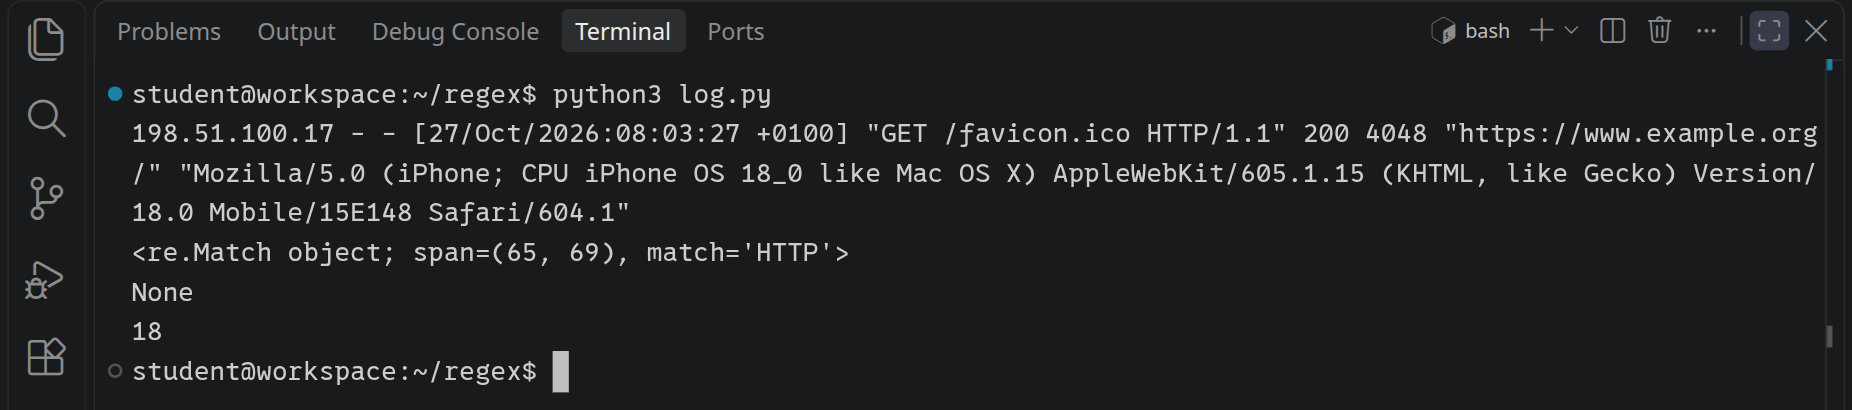 Problems Output Debug Console Terminal Ports bash
student@workspace:~/regex$ python3 log.py
198.51.100.17 - - [27/Oct/2026:08:03:27 +0100] "GET /favicon.ico HTTP/1.1" 200 4048 "https://www.example.org
/" "Mozilla/5.0 (iPhone; CPU iPhone OS 18_0 like Mac OS X) AppleWebKit/605.1.15 (KHTML, like Gecko) Version/
18.0 Mobile/15E148 Safari/604.1"
<re.Match object; span=(65, 69), match='HTTP'>
None
18
student@workspace:~/regex$